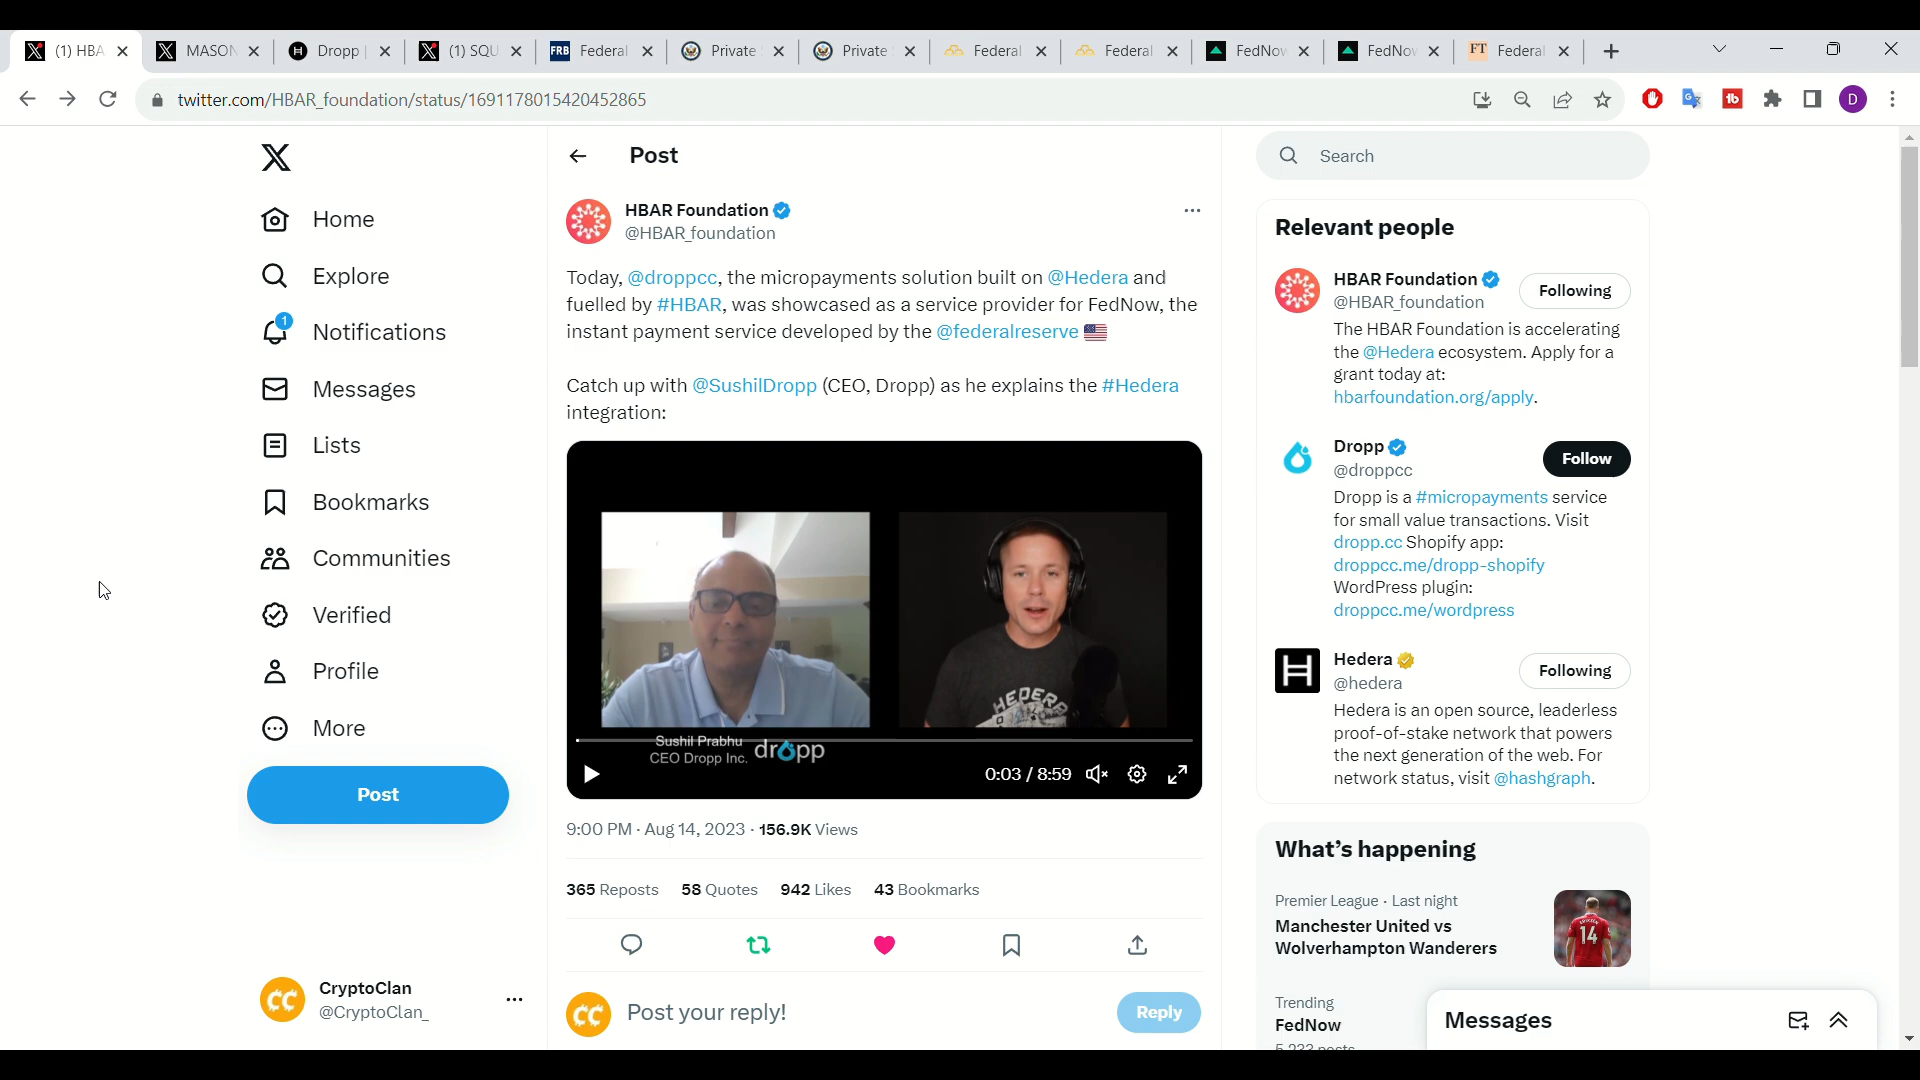 (1) HBA
MASON
Dropp |
(1) SQU
FRB Federal
Private
Private
Federal
Federal
FedNow
FedNow
FT Federal
twitter.com/HBAR_foundation/status/1691178015420452865
D
Home
Explore
1
Notifications
Messages
Lists
Bookmarks
Communities
Verified
Profile
More
Post
CryptoClan
@CryptoClan_
Post
HBAR Foundation
@HBAR_foundation
Today, @droppcc, the micropayments solution built on @Hedera and
fuelled by #HBAR, was showcased as a service provider for FedNow, the
instant payment service developed by the @federalreserve 🇺🇸
Catch up with @SushilDropp (CEO, Dropp) as he explains the #Hedera
integration:
HEDERA
Sushil Prabhu
CEO Dropp Inc.
dropp
0:03 / 8:59
9:00 PM · Aug 14, 2023 · 156.9K Views
365 Reposts 58 Quotes 942 Likes 43 Bookmarks
CC
Post your reply!
Reply
Search
Relevant people
HBAR Foundation
@HBAR_foundation
Following
The HBAR Foundation is accelerating
the @Hedera ecosystem. Apply for a
grant today at:
hbarfoundation.org/apply.
Dropp
@droppcc
Follow
Dropp is a #micropayments service
for small value transactions. Visit
dropp.cc Shopify app:
droppcc.me/dropp-shopify
WordPress plugin:
droppcc.me/wordpress
Hedera
@hedera
Following
Hedera is an open source, leaderless
proof-of-stake network that powers
the next generation of the web. For
network status, visit @hashgraph.
What's happening
Premier League · Last night
Manchester United vs
Wolverhampton Wanderers
14
Trending
FedNow
5,233 posts
Messages